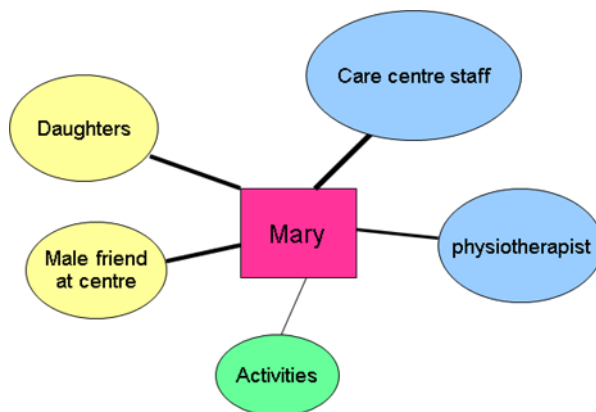 Care centre staff
Daughters
Mary
physiotherapist
Male friend
at centre
Activities